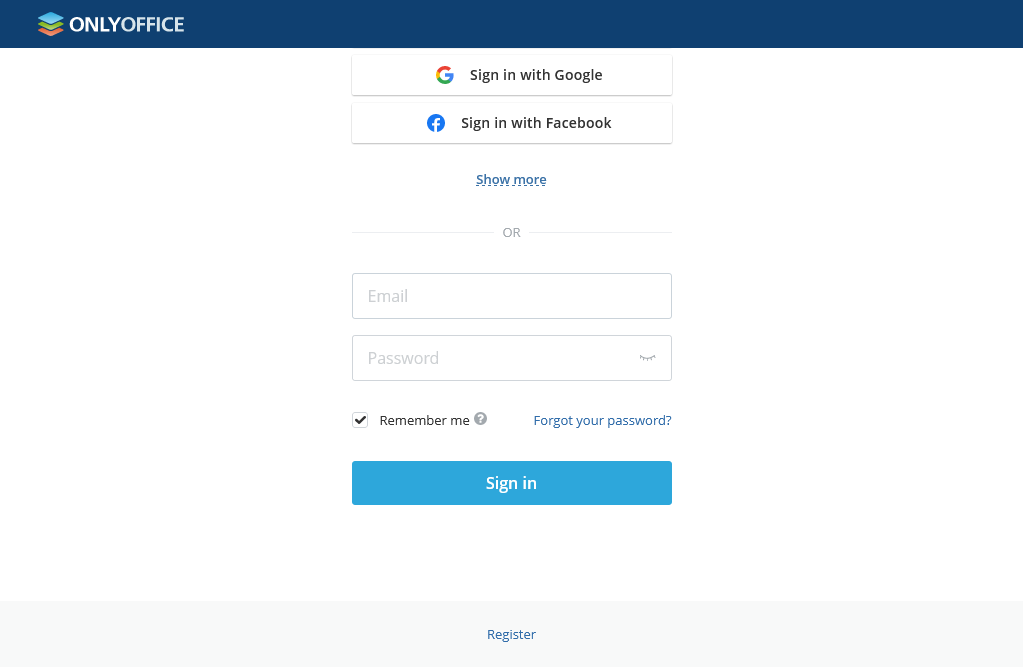 ONLYOFFICE
Sign in with Google
Sign in with Facebook
Show more
OR
Email
Password
Remember me ?
Forgot your password?
Sign in
Register